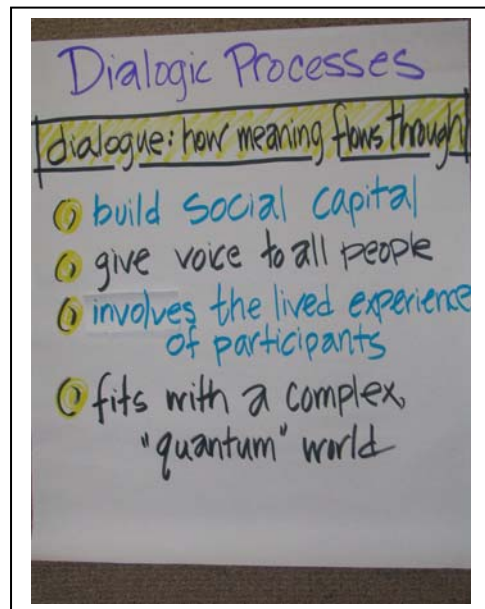 Dialogic Processes
dialogue: how meaning flows through
build social capital
give voice to all people
involves the lived experience
of participants
fits with a complex,
"quantum" world